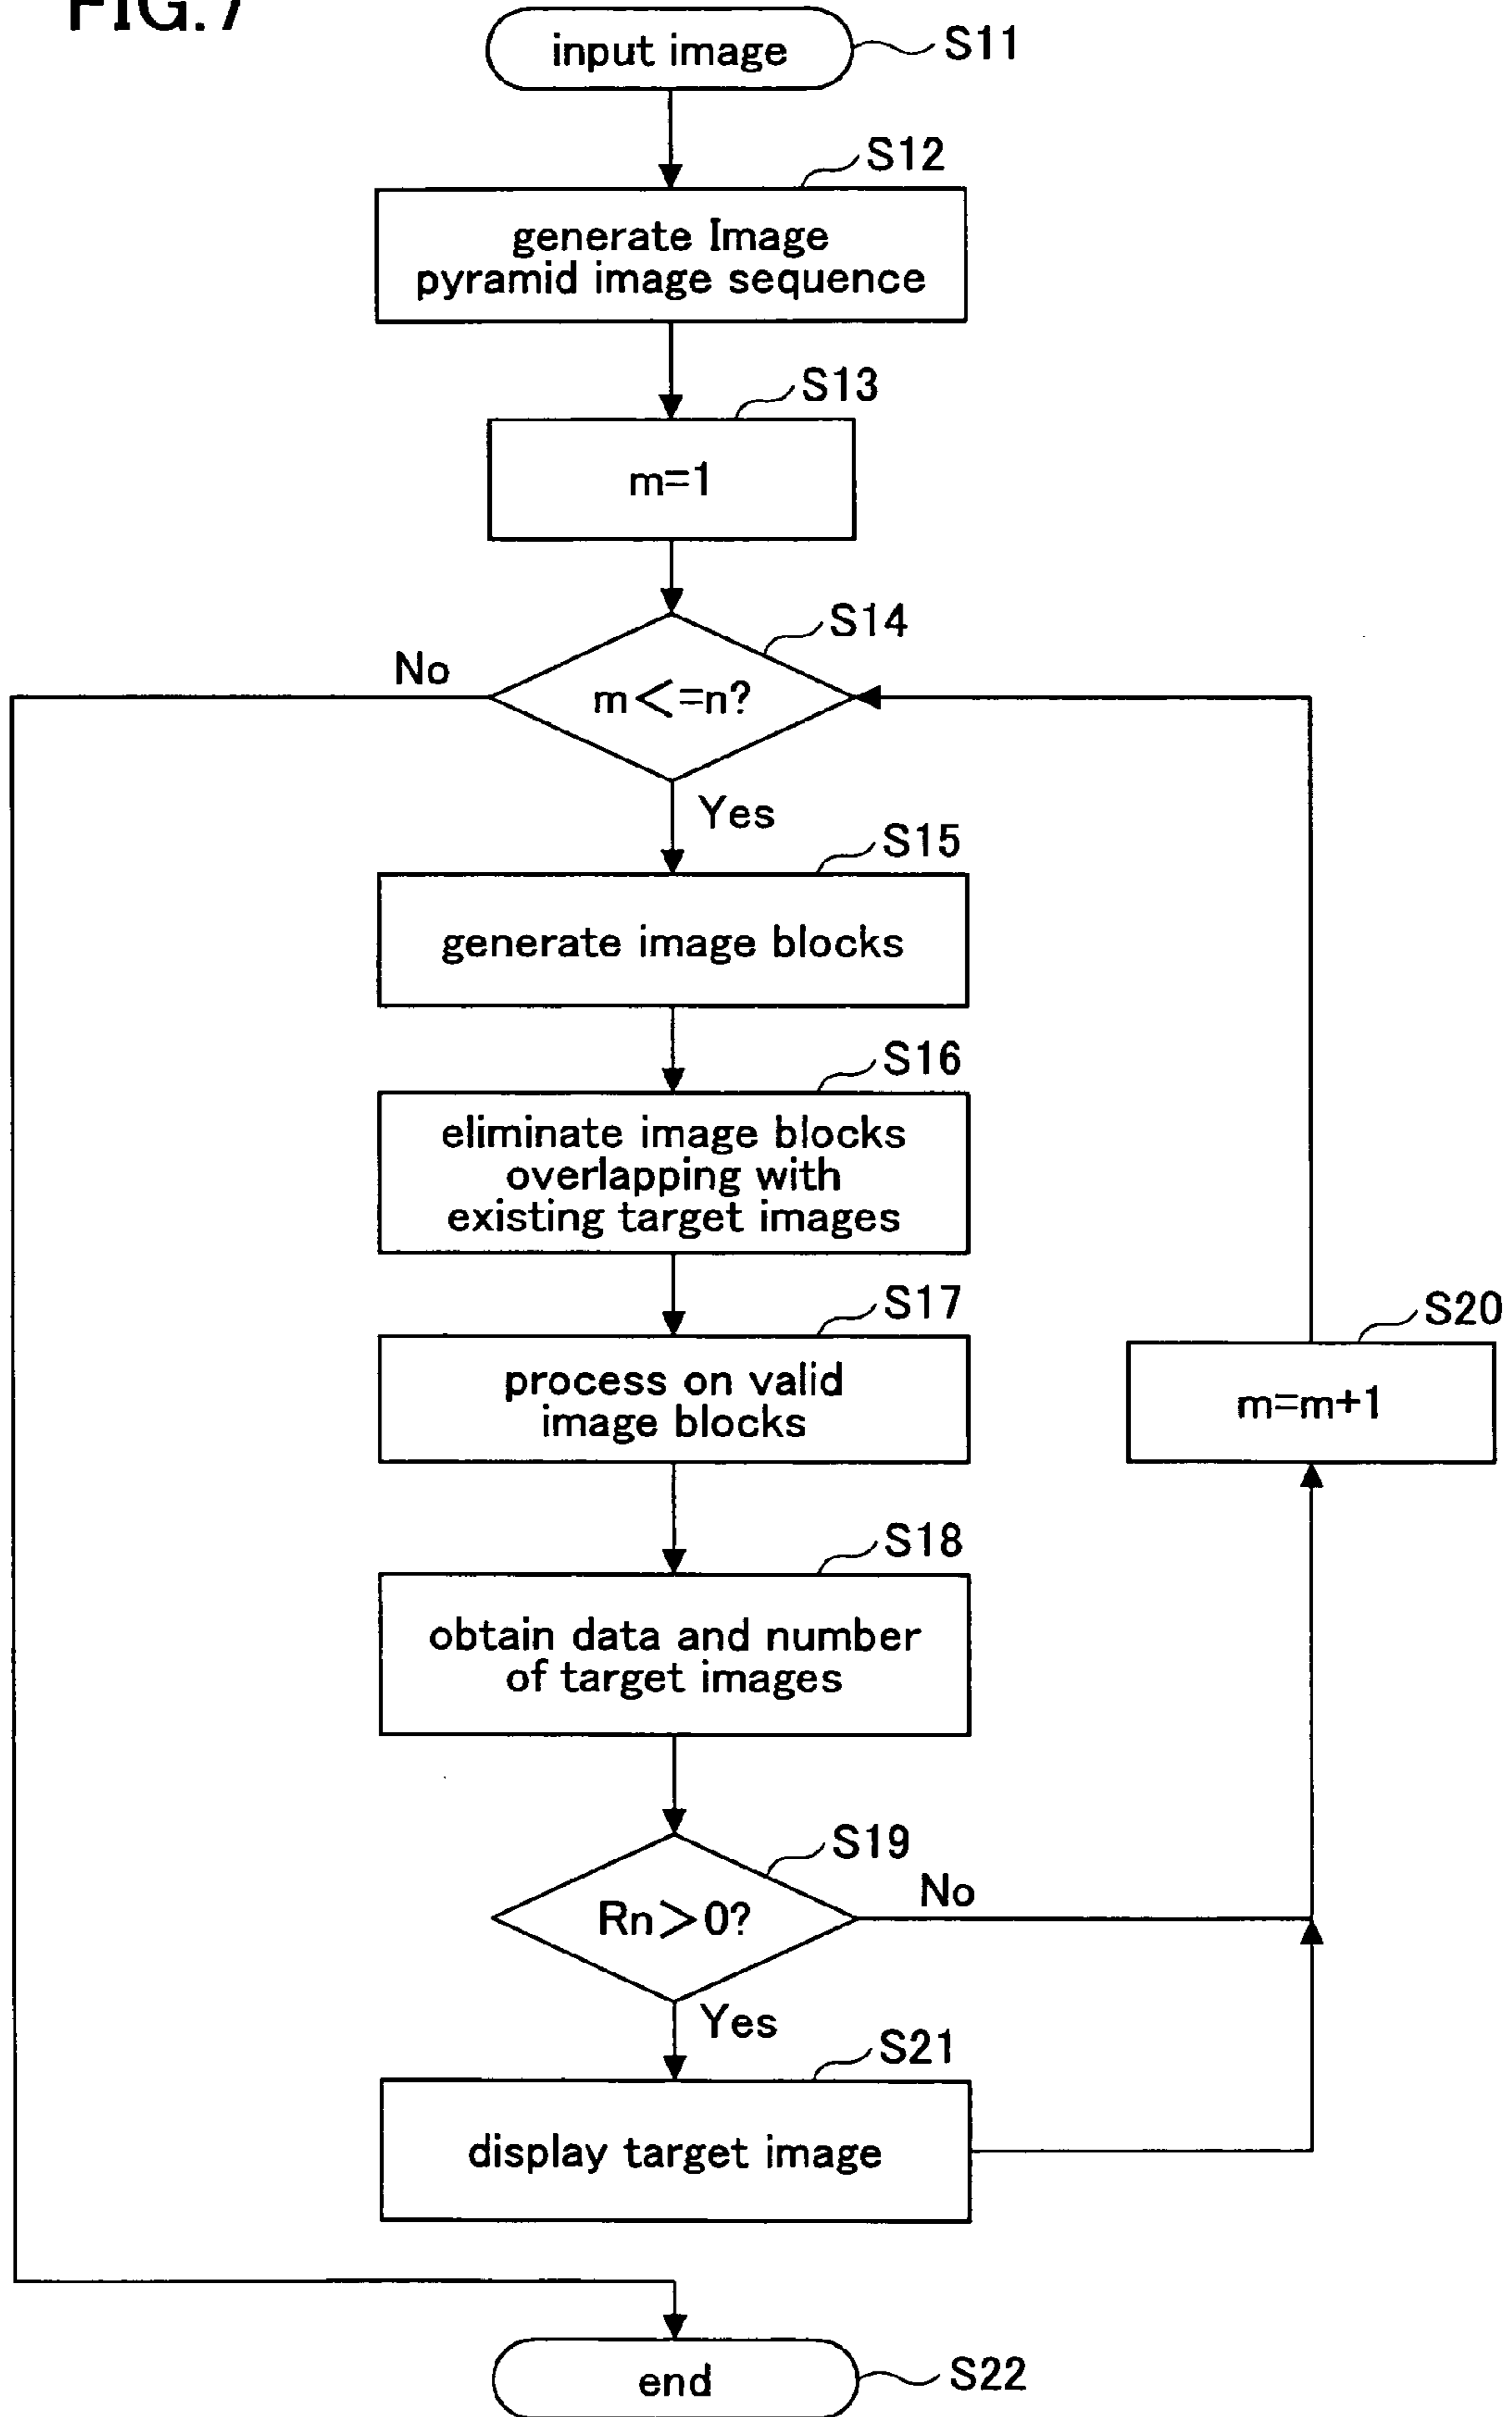 FIG.7
input image
S11
S12
generate Image
pyramid image sequence
S13
m=1
S14
No
m<=n?
Yes
S15
generate image blocks
S16
eliminate image blocks
overlapping with
existing target images
S17
process on valid
image blocks
S20
m=m+1
S18
obtain data and number
of target images
S19
Rn>0?
No
Yes
S21
display target image
end
S22